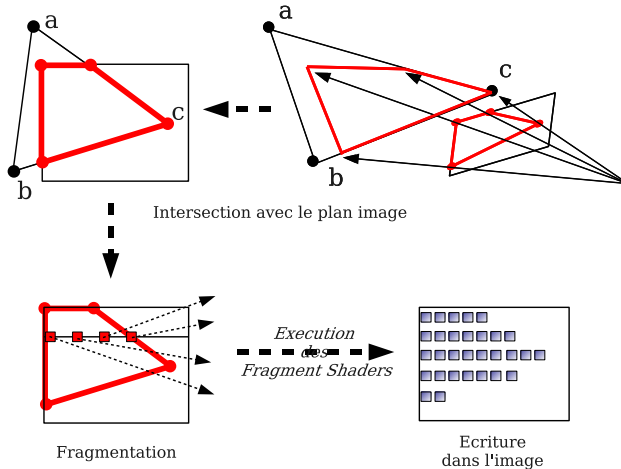 a
a
c
c
b
b
Intersection avec le plan image
Execution
des
Fragment Shaders
Fragmentation
Ecriture
dans l'image